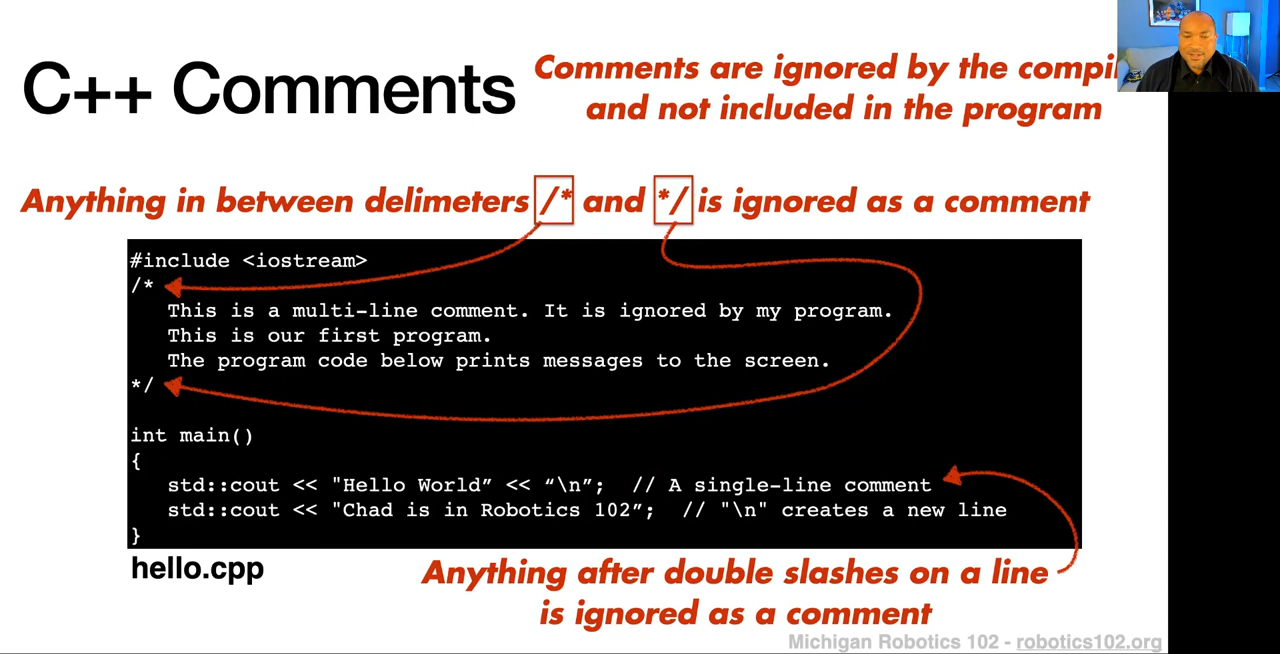 C++ Comments
Comments are ignored by the compi
and not included in the program
Anything in between delimeters /* and */ is ignored as a comment
#include <iostream>
/*
This is a multi-line comment. It is ignored by my program.
This is our first program.
The program code below prints messages to the screen.
*/
int main()
{
std::cout << "Hello World” << “\n”; // A single-line comment
std::cout << "Chad is in Robotics 102”; // "\n" creates a new line
}
hello.cpp
Anything after double slashes on a line
is ignored as a comment
Michigan Robotics 102 - robotics102.org